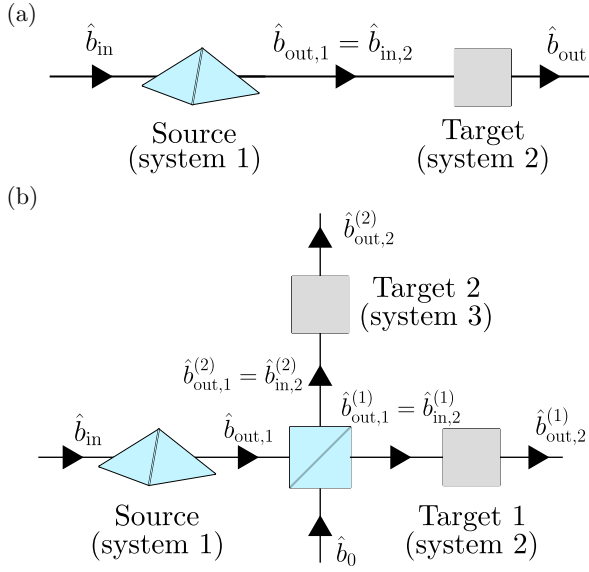 (a)
b̂_in
b̂_out,1 = b̂_in,2
b̂_out
Source
(system 1)
Target
(system 2)
(b)
b̂_out,2^(2)
Target 2
(system 3)
b̂_out,1^(2) = b̂_in,2^(2)
b̂_in
b̂_out,1
b̂_out,1^(1) = b̂_in,2^(1)
b̂_out,2^(1)
Source
(system 1)
Target 1
(system 2)
b̂_0